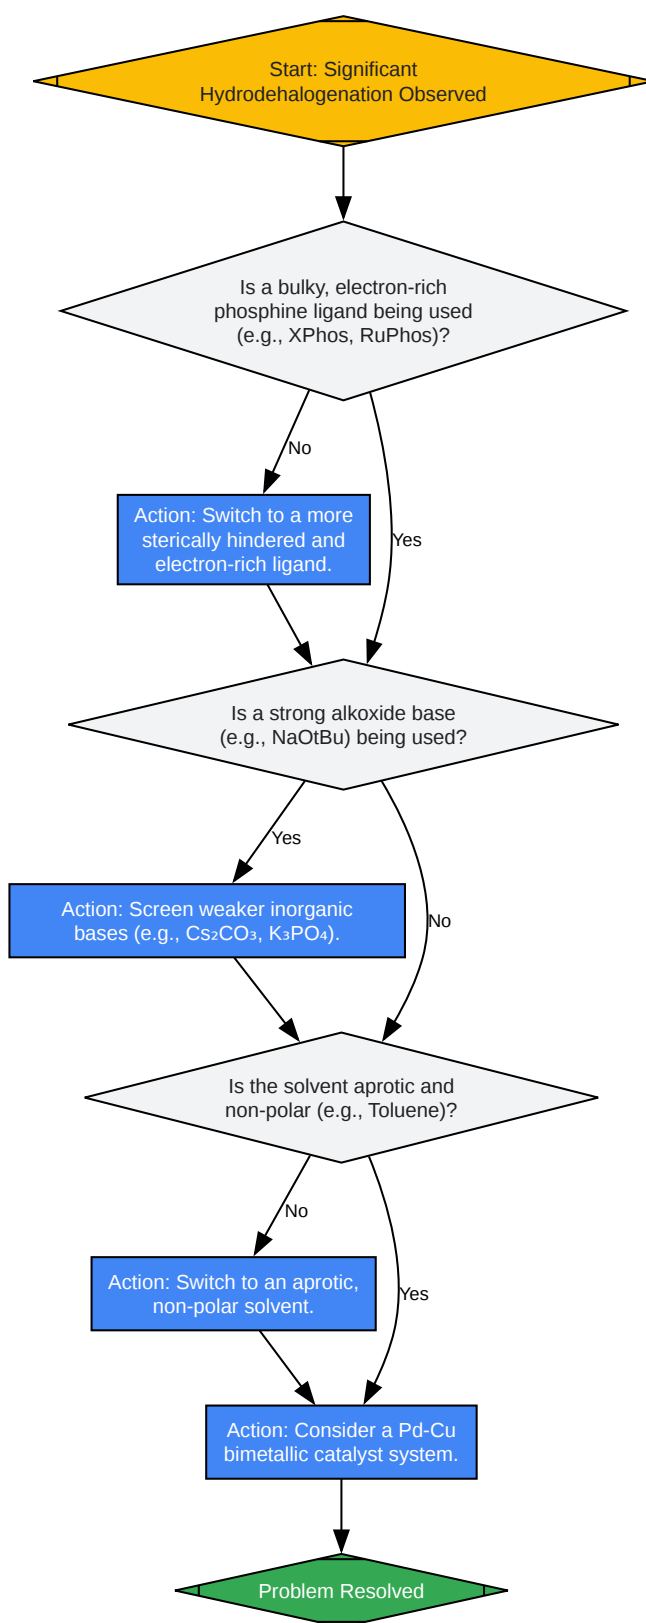 Start: Significant
Hydrodehalogenation Observed
Is a bulky, electron-rich
phosphine ligand being used
(e.g., XPhos, RuPhos)?
No
Action: Switch to a more
sterically hindered and
electron-rich ligand.
Yes
Is a strong alkoxide base
(e.g., NaOtBu) being used?
Yes
Action: Screen weaker inorganic
bases (e.g., Cs₂CO₃, K₃PO₄).
No
Is the solvent aprotic and
non-polar (e.g., Toluene)?
No
Action: Switch to an aprotic,
non-polar solvent.
Yes
Action: Consider a Pd-Cu
bimetallic catalyst system.
Problem Resolved